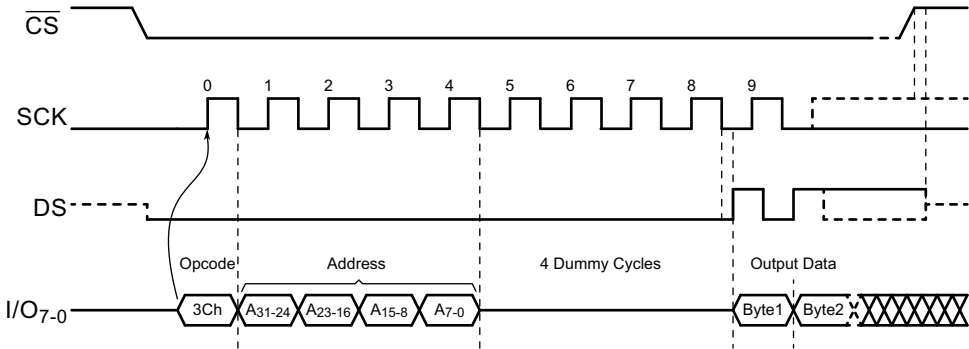 CS
0 1 2 3 4 5 6 7 8 9
SCK
DS
Opcode Address 4 Dummy Cycles Output Data
I/O7-0 3Ch A31-24 A23-16 A15-8 A7-0 Byte1 Byte2